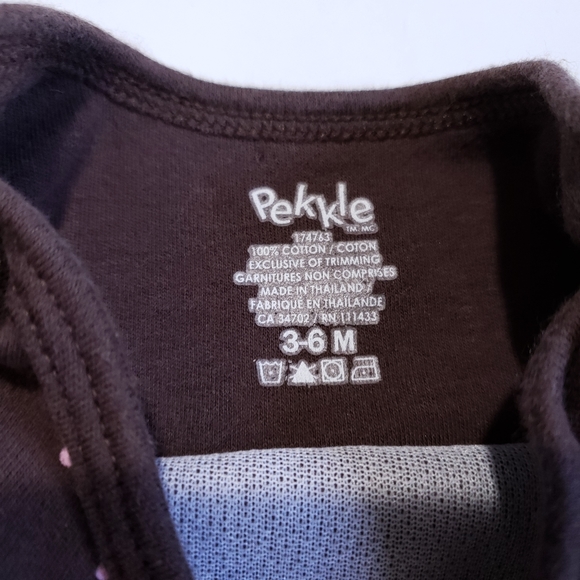 Pekkle
TM MC
174763
100% COTTON / COTON
EXCLUSIVE OF TRIMMING
GARNITURES NON COMPRISES
MADE IN THAILAND /
FABRIQUE EN THAILANDE
CA 34702 / RN 111433
3-6 M